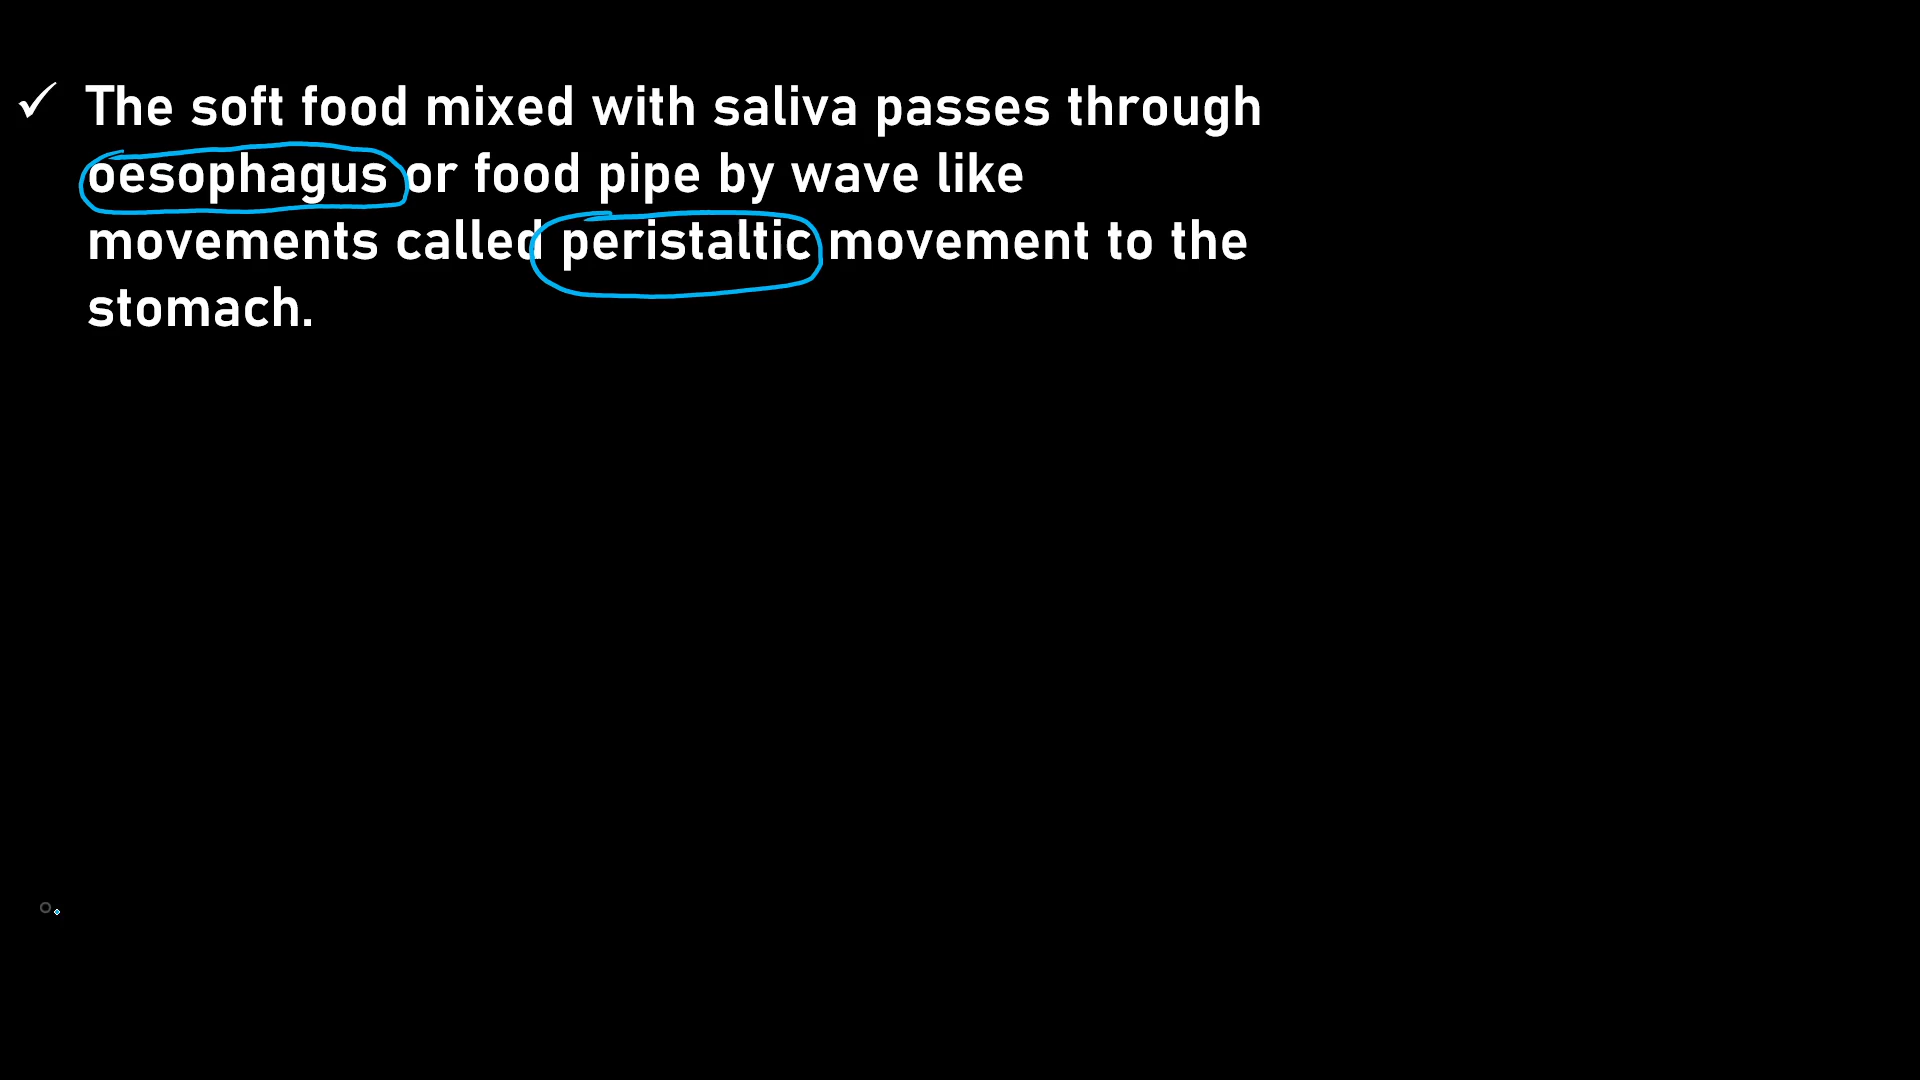 ✓ The soft food mixed with saliva passes through
oesophagus or food pipe by wave like
movements called peristaltic movement to the
stomach.